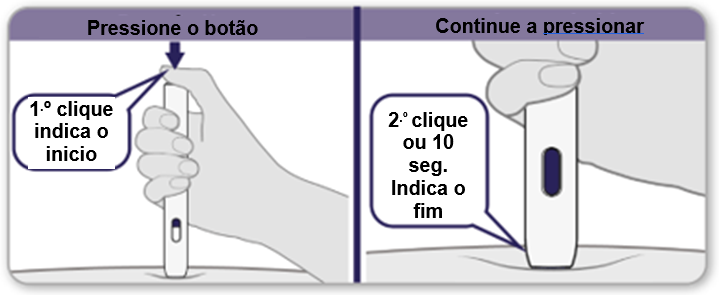 Pressione o botão
1.º clique
indica o
inicio
Continue a pressionar
2.º clique
ou 10
seg.
Indica o
fim